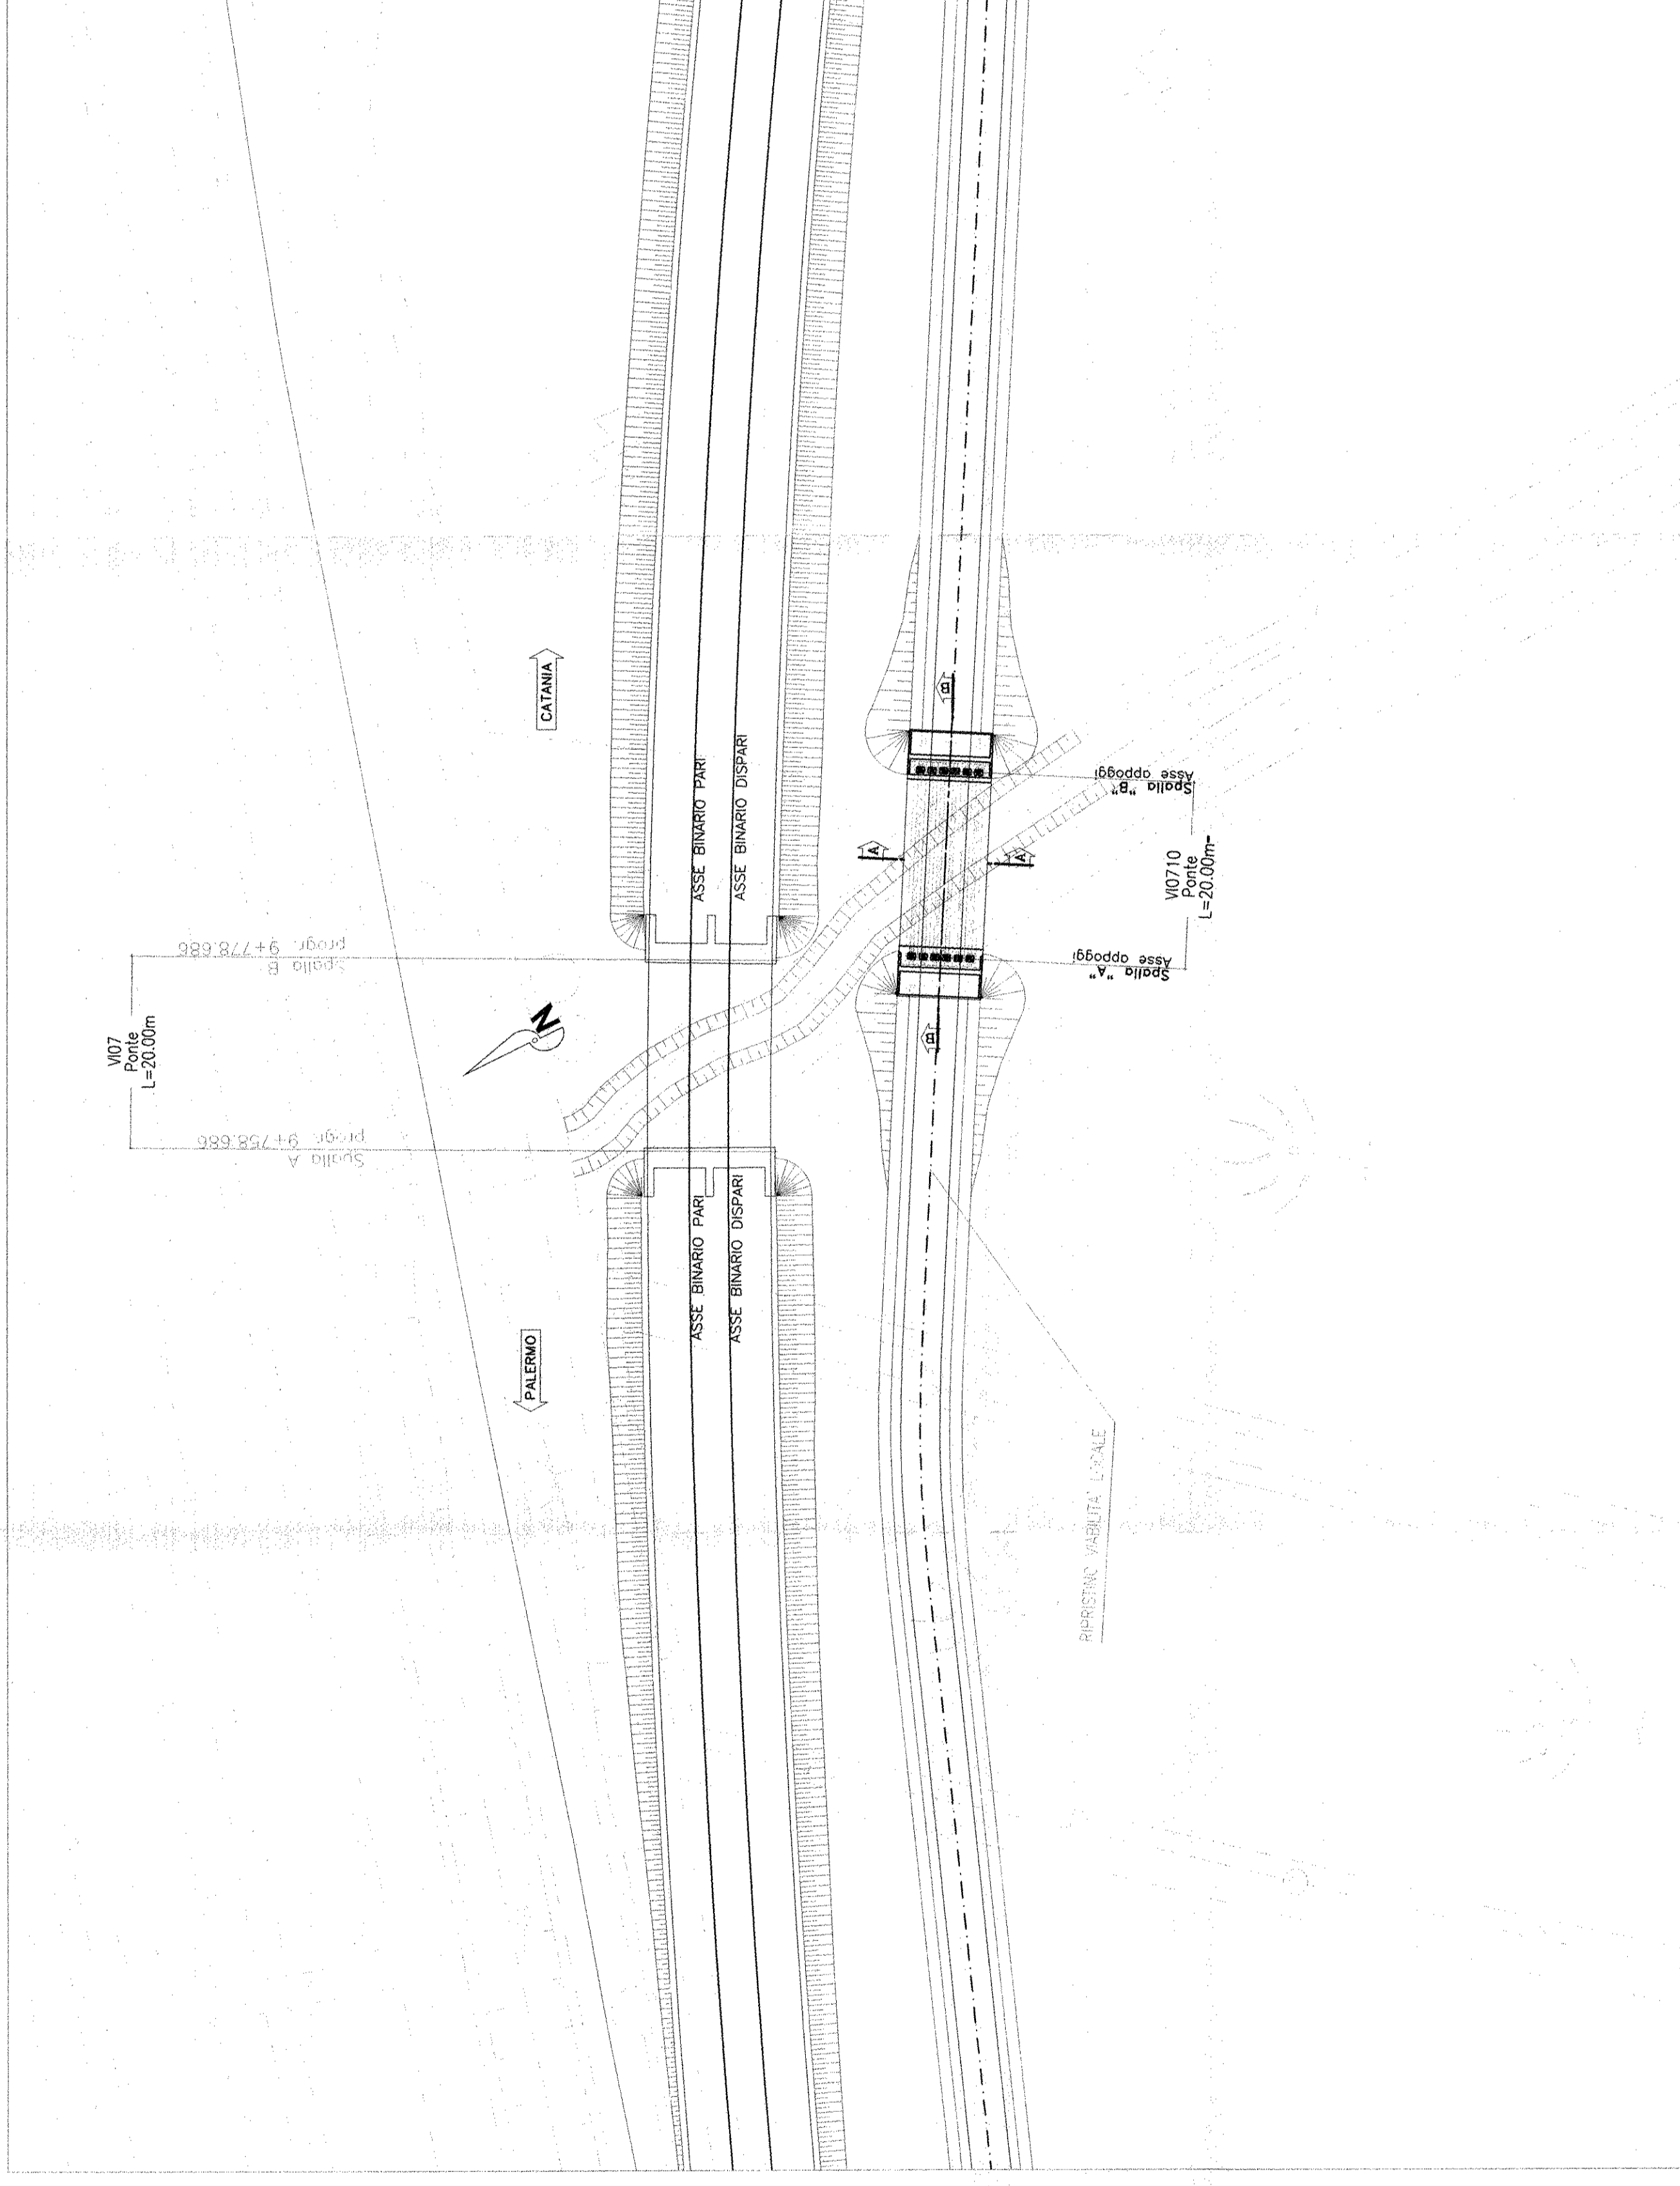 VI07
Ponte
L=20.00m
Spalla B
progr. 9+778.686
Spalla A
progr. 9+758.686
N
CATANIA
PALERMO
ASSE BINARIO PARI
ASSE BINARIO DISPARI
ASSE BINARIO PARI
ASSE BINARIO DISPARI
B
A
A
B
Spalla "B"
Asse appoggi
VI0710
Ponte
L=20.00m
Spalla "A"
Asse appoggi
RIPRISTINO VIABILITA' LOCALE